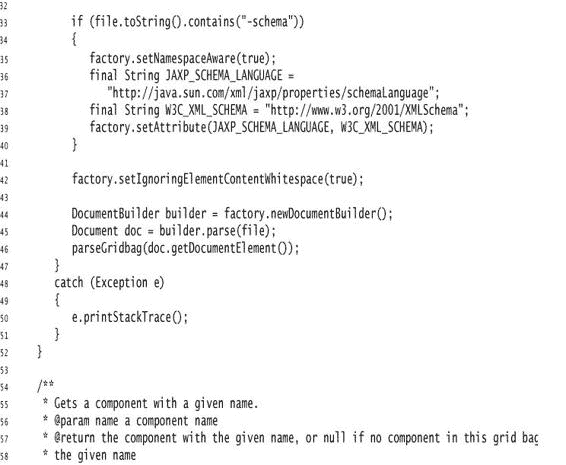 32
33 if (file.toString().contains("-schema"))
34 {
35 factory.setNamespaceAware(true);
36 final String JAXP_SCHEMA_LANGUAGE =
37 "http://java.sun.com/xml/jaxp/properties/schemaLanguage";
38 final String W3C_XML_SCHEMA = "http://www.w3.org/2001/XMLSchema";
39 factory.setAttribute(JAXP_SCHEMA_LANGUAGE, W3C_XML_SCHEMA);
40 }
41
42 factory.setIgnoringElementContentWhitespace(true);
43
44 DocumentBuilder builder = factory.newDocumentBuilder();
45 Document doc = builder.parse(file);
46 parseGridbag(doc.getDocumentElement());
47 }
48 catch (Exception e)
49 {
50 e.printStackTrace();
51 }
52 }
53
54 /**
55 * Gets a component with a given name.
56 * @param name a component name
57 * @return the component with the given name, or null if no component in this grid bag
58 * the given name